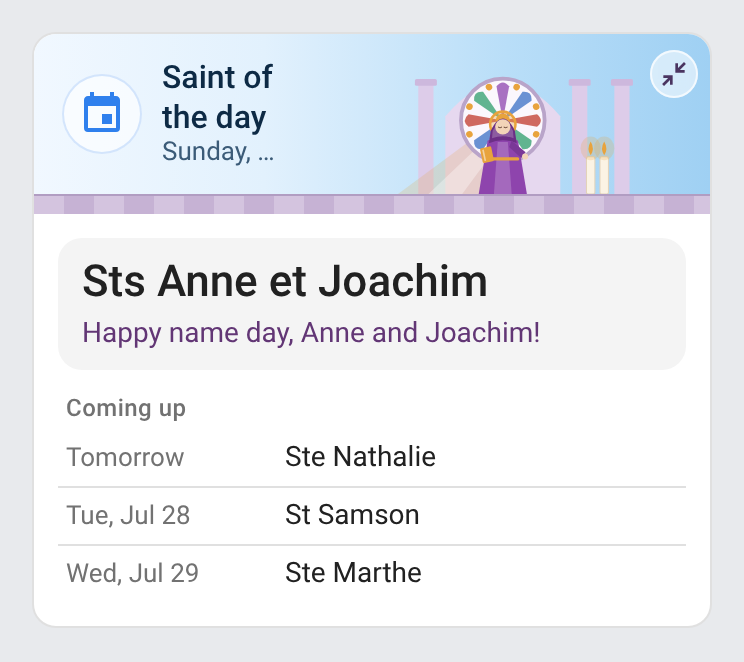 Saint of
the day
Sunday, ...
Sts Anne et Joachim
Happy name day, Anne and Joachim!
Coming up
Tomorrow Ste Nathalie
Tue, Jul 28 St Samson
Wed, Jul 29 Ste Marthe